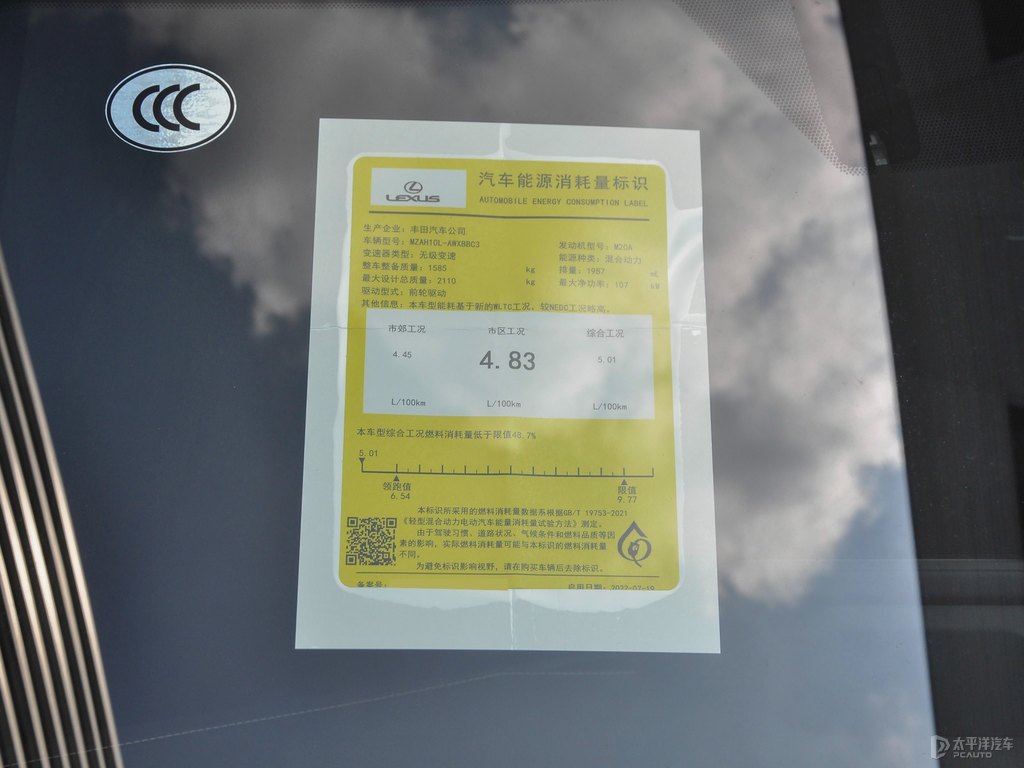 CCC
LEXUS
汽车能源消耗量标识
AUTOMOBILE ENERGY CONSUMPTION LABEL
生产企业：丰田汽车公司
车辆型号：MZAH10L-AWXBBC3
发动机型号：M20A
变速器类型：无级变速
能源种类：混合动力
整车整备质量：1585 kg
排量：1987 mL
最大设计总质量：2110 kg
最大净功率：107 kW
驱动型式：前轮驱动
其他信息：本车型能耗基于新的WLTC工况，较NEDC工况略高。
市郊工况 市区工况 综合工况
4.45 4.83 5.01
L/100km L/100km L/100km
本车型综合工况燃料消耗量低于限值48.7%
5.01
领跑值 限值
6.54 9.77
本标识所采用的燃料消耗量数据系根据GB/T 19753-2021
《轻型混合动力电动汽车能量消耗量试验方法》测定。
由于驾驶习惯、道路状况、气候条件和燃料品质等因
素的影响，实际燃料消耗量可能与本标识的燃料消耗量
不同。
为避免标识影响视野，请在购买车辆后去除标识。
备案号：
启用日期：2022-07-19
太平洋汽车
PCAUTO